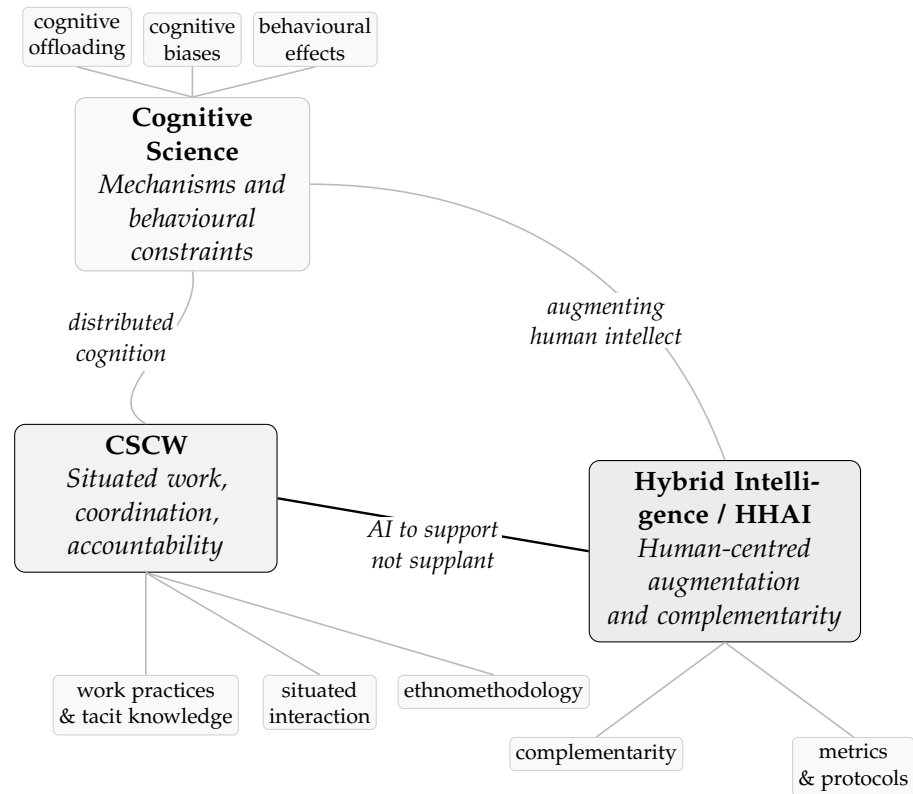 cognitive
offloading
cognitive
biases
behavioural
effects
Cognitive
Science
Mechanisms and
behavioural
constraints
distributed
cognition
augmenting
human intellect
CSCW
Situated work,
coordination,
accountability
AI to support
not supplant
Hybrid Intelli-
gence / HHAI
Human-centred
augmentation
and complementarity
work practices
& tacit knowledge
situated
interaction
ethnomethodology
complementarity
metrics
& protocols